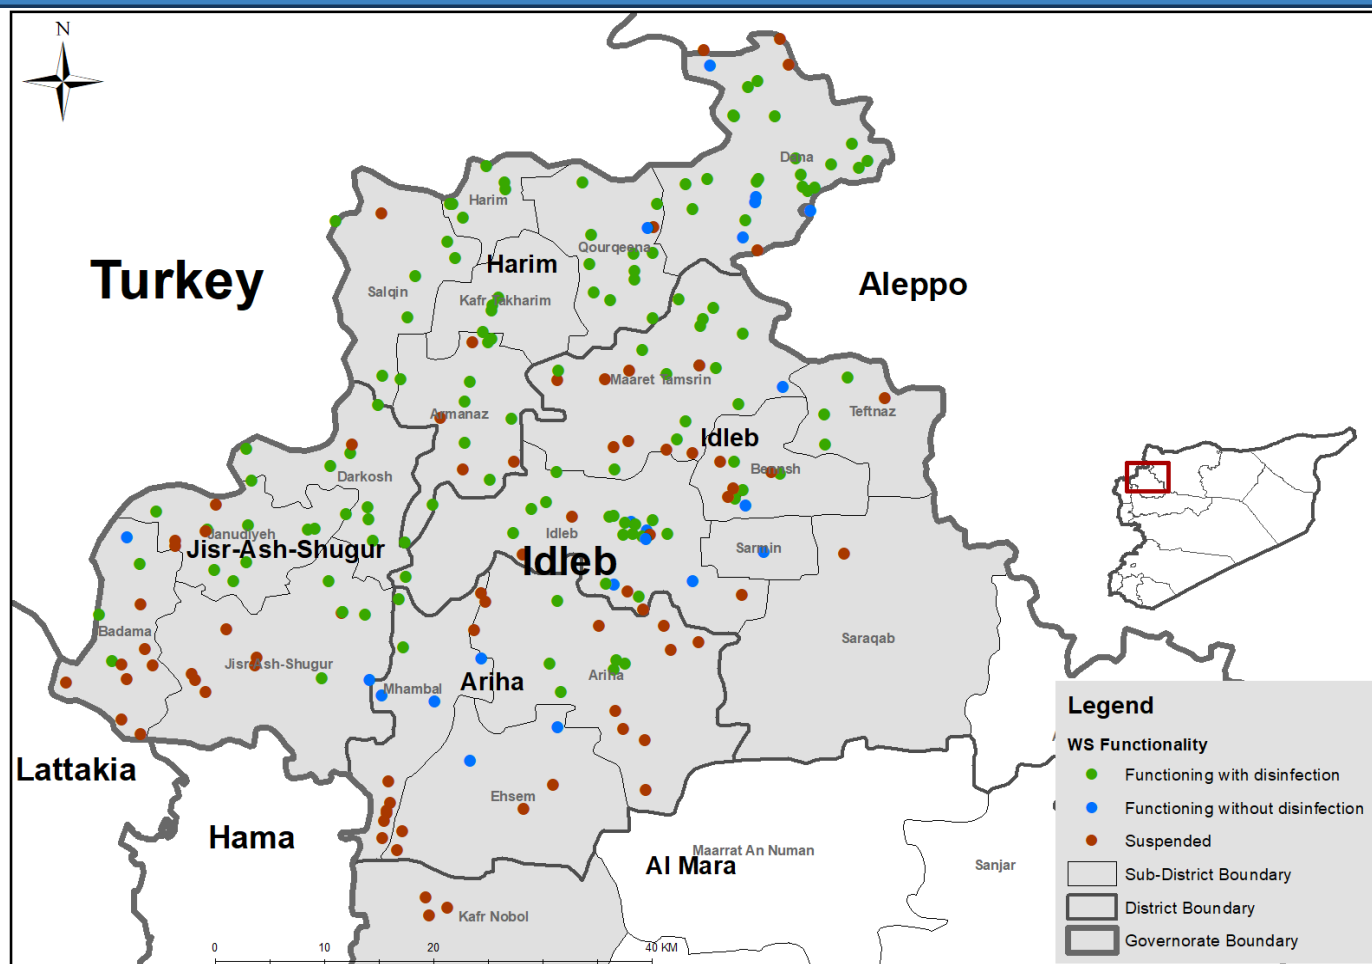 N
Dana
Harim
Qourqeena
Harim
Turkey
Salqin
Kafr Takharim
Aleppo
Maaret Tamsrin
Armanaz
Teftnaz
Idleb
Bennsh
Darkosh
Janudiyeh
Jisr-Ash-Shugur
Idleb
Idleb
Sarmin
Badama
Saraqab
Jisr-Ash-Shugur
Ariha
Mhambal
Ariha
Lattakia
Ehsem
Hama
Maarrat An Numan
Al Mara
Sanjar
Kafr Nobol
0 10 20 40 KM
Legend
WS Functionality
Functioning with disinfection
Functioning without disinfection
Suspended
Sub-District Boundary
District Boundary
Governorate Boundary